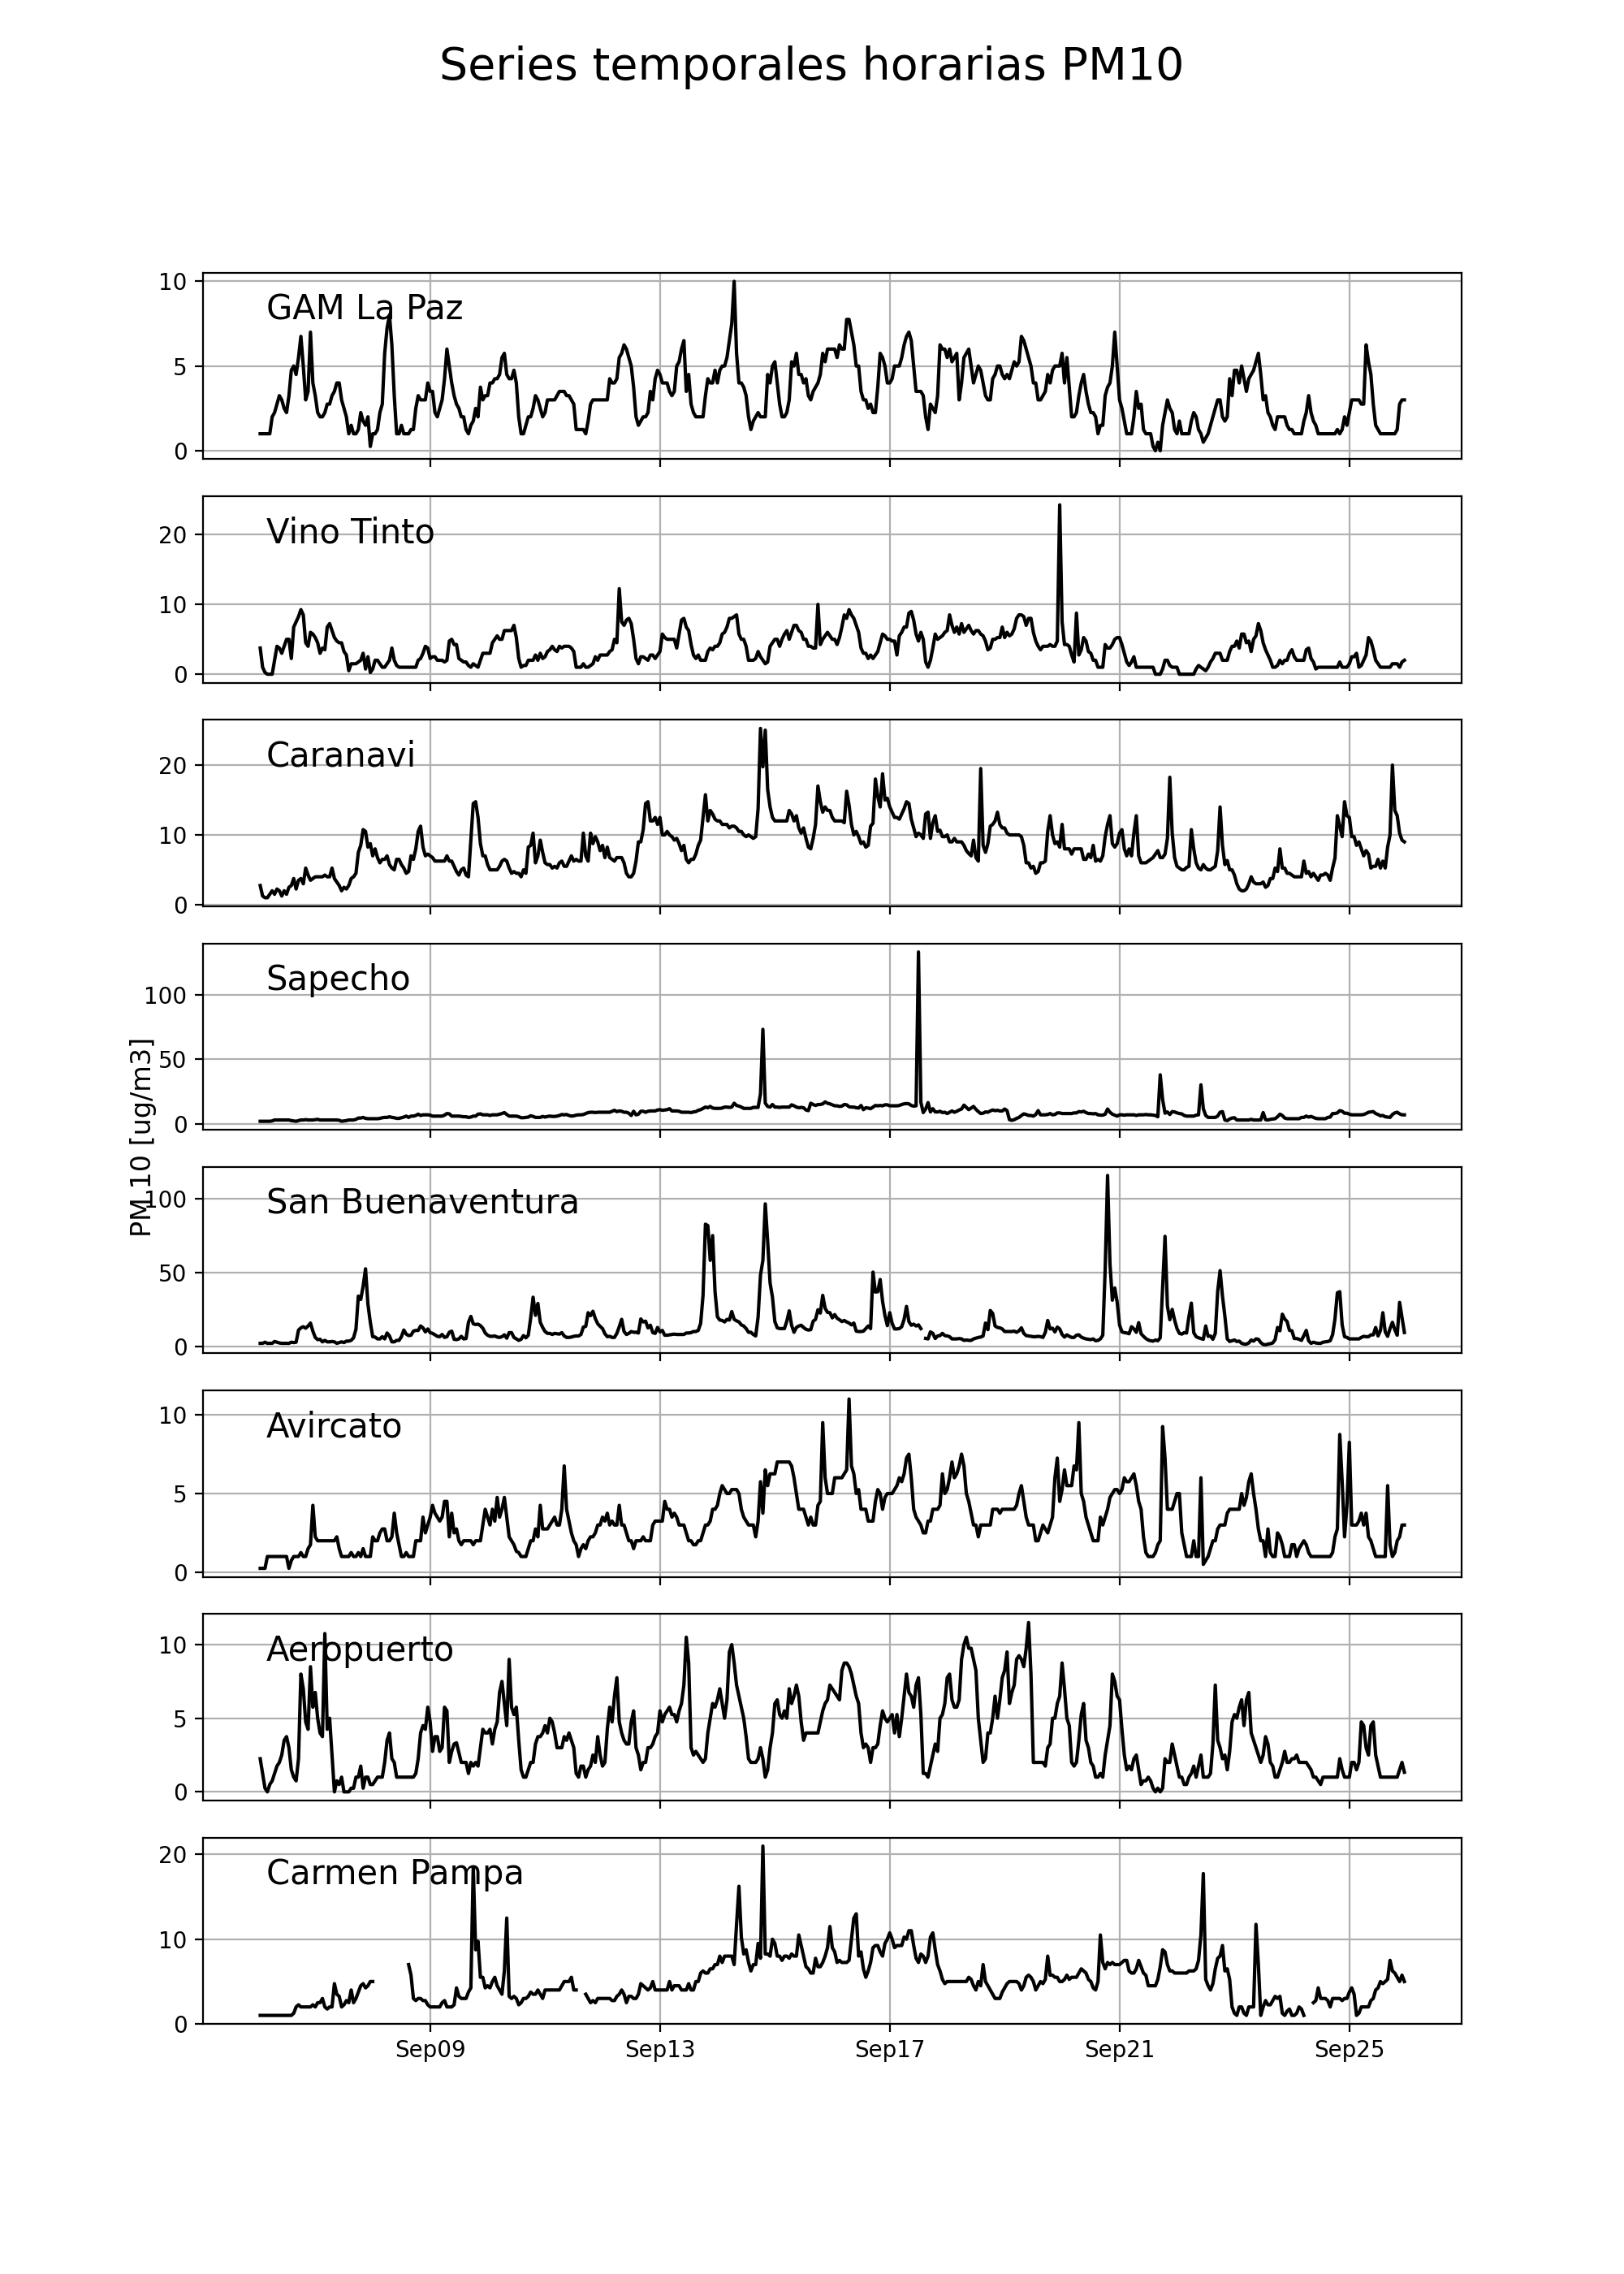 Series temporales horarias PM10
GAM La Paz
10
5
0
Vino Tinto
20
10
0
Caranavi
20
10
0
Sapecho
100
50
0
PM 10 [ug/m3]
San Buenaventura
100
50
0
Avircato
10
5
0
Aeropuerto
10
5
0
Carmen Pampa
20
10
0
Sep09 Sep13 Sep17 Sep21 Sep25